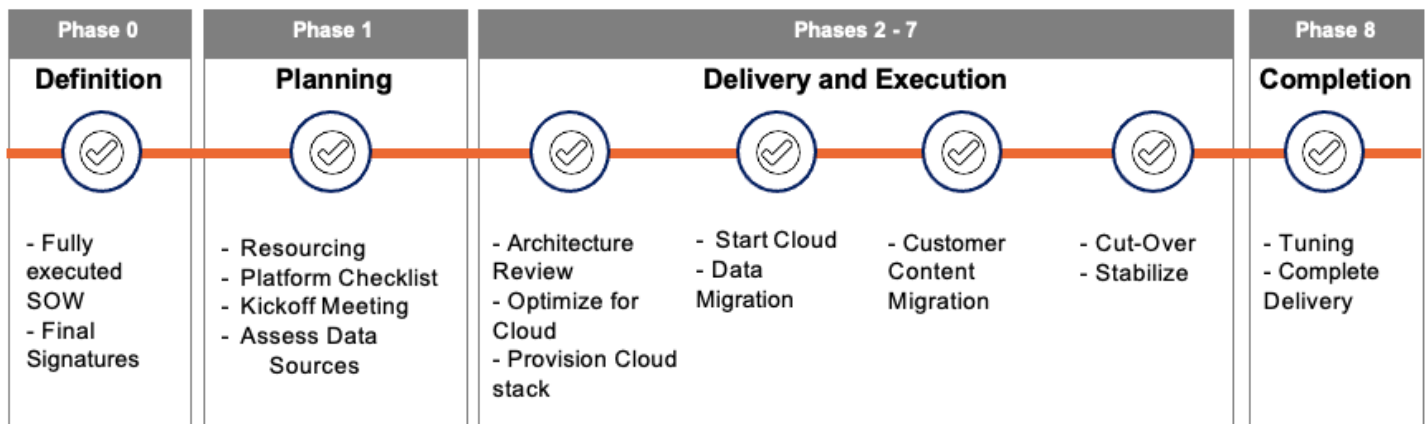 Phase 0
Definition
- Fully
executed
SOW
- Final
Signatures
Phase 1
Planning
- Resourcing
- Platform Checklist
- Kickoff Meeting
- Assess Data
Sources
Phases 2 - 7
Delivery and Execution
- Architecture
Review
- Optimize for
Cloud
- Provision Cloud
stack
- Start Cloud
- Data
Migration
- Customer
Content
Migration
- Cut-Over
- Stabilize
Phase 8
Completion
- Tuning
- Complete
Delivery